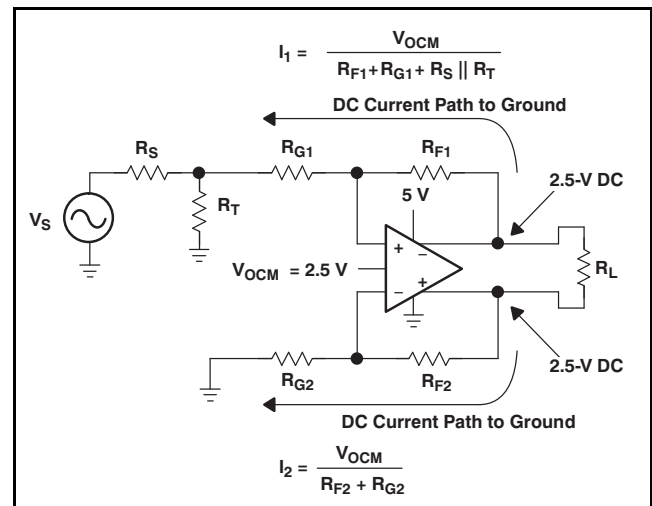 I1 = VOCM
RF1+RG1+ RS || RT
DC Current Path to Ground
RS
RG1
RF1
2.5-V DC
5 V
RT
VS
+
−
VOCM = 2.5 V
RL
−
+
RG2
RF2
2.5-V DC
DC Current Path to Ground
I2 = VOCM
RF2 + RG2